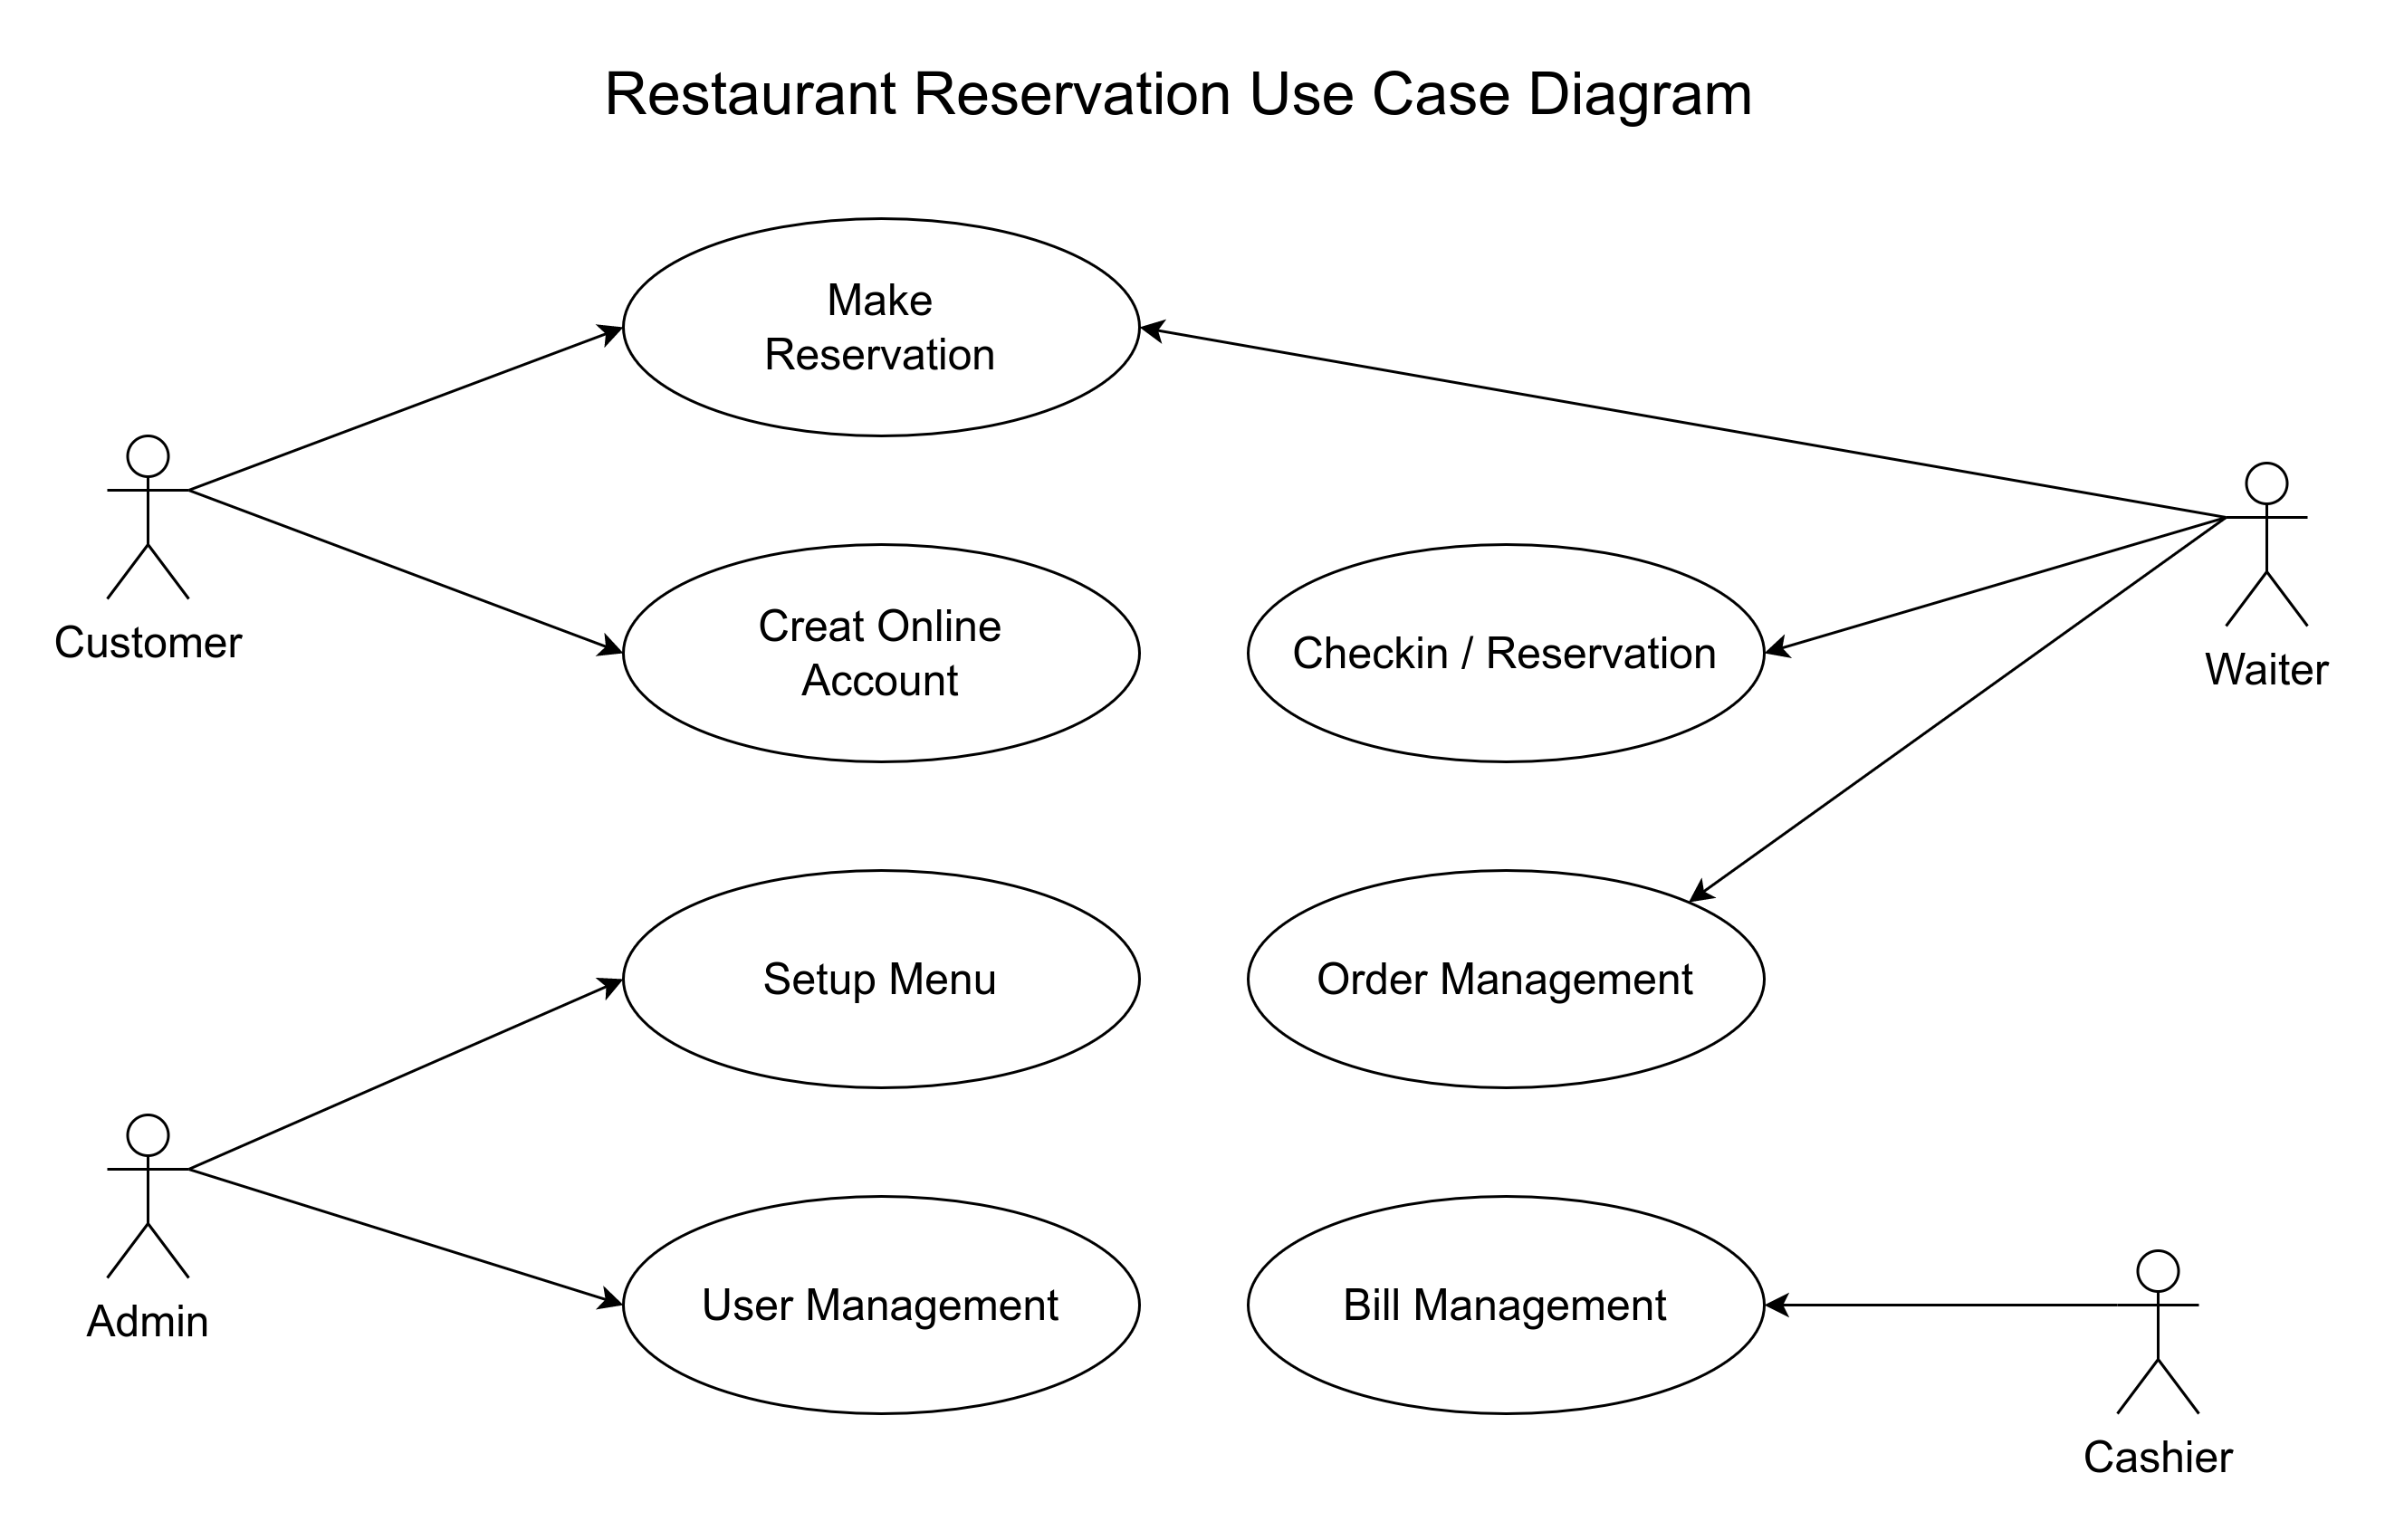 Restaurant Reservation Use Case Diagram
Make
Reservation
Customer
Creat Online
Account
Checkin / Reservation
Waiter
Setup Menu
Order Management
Admin
User Management
Bill Management
Cashier